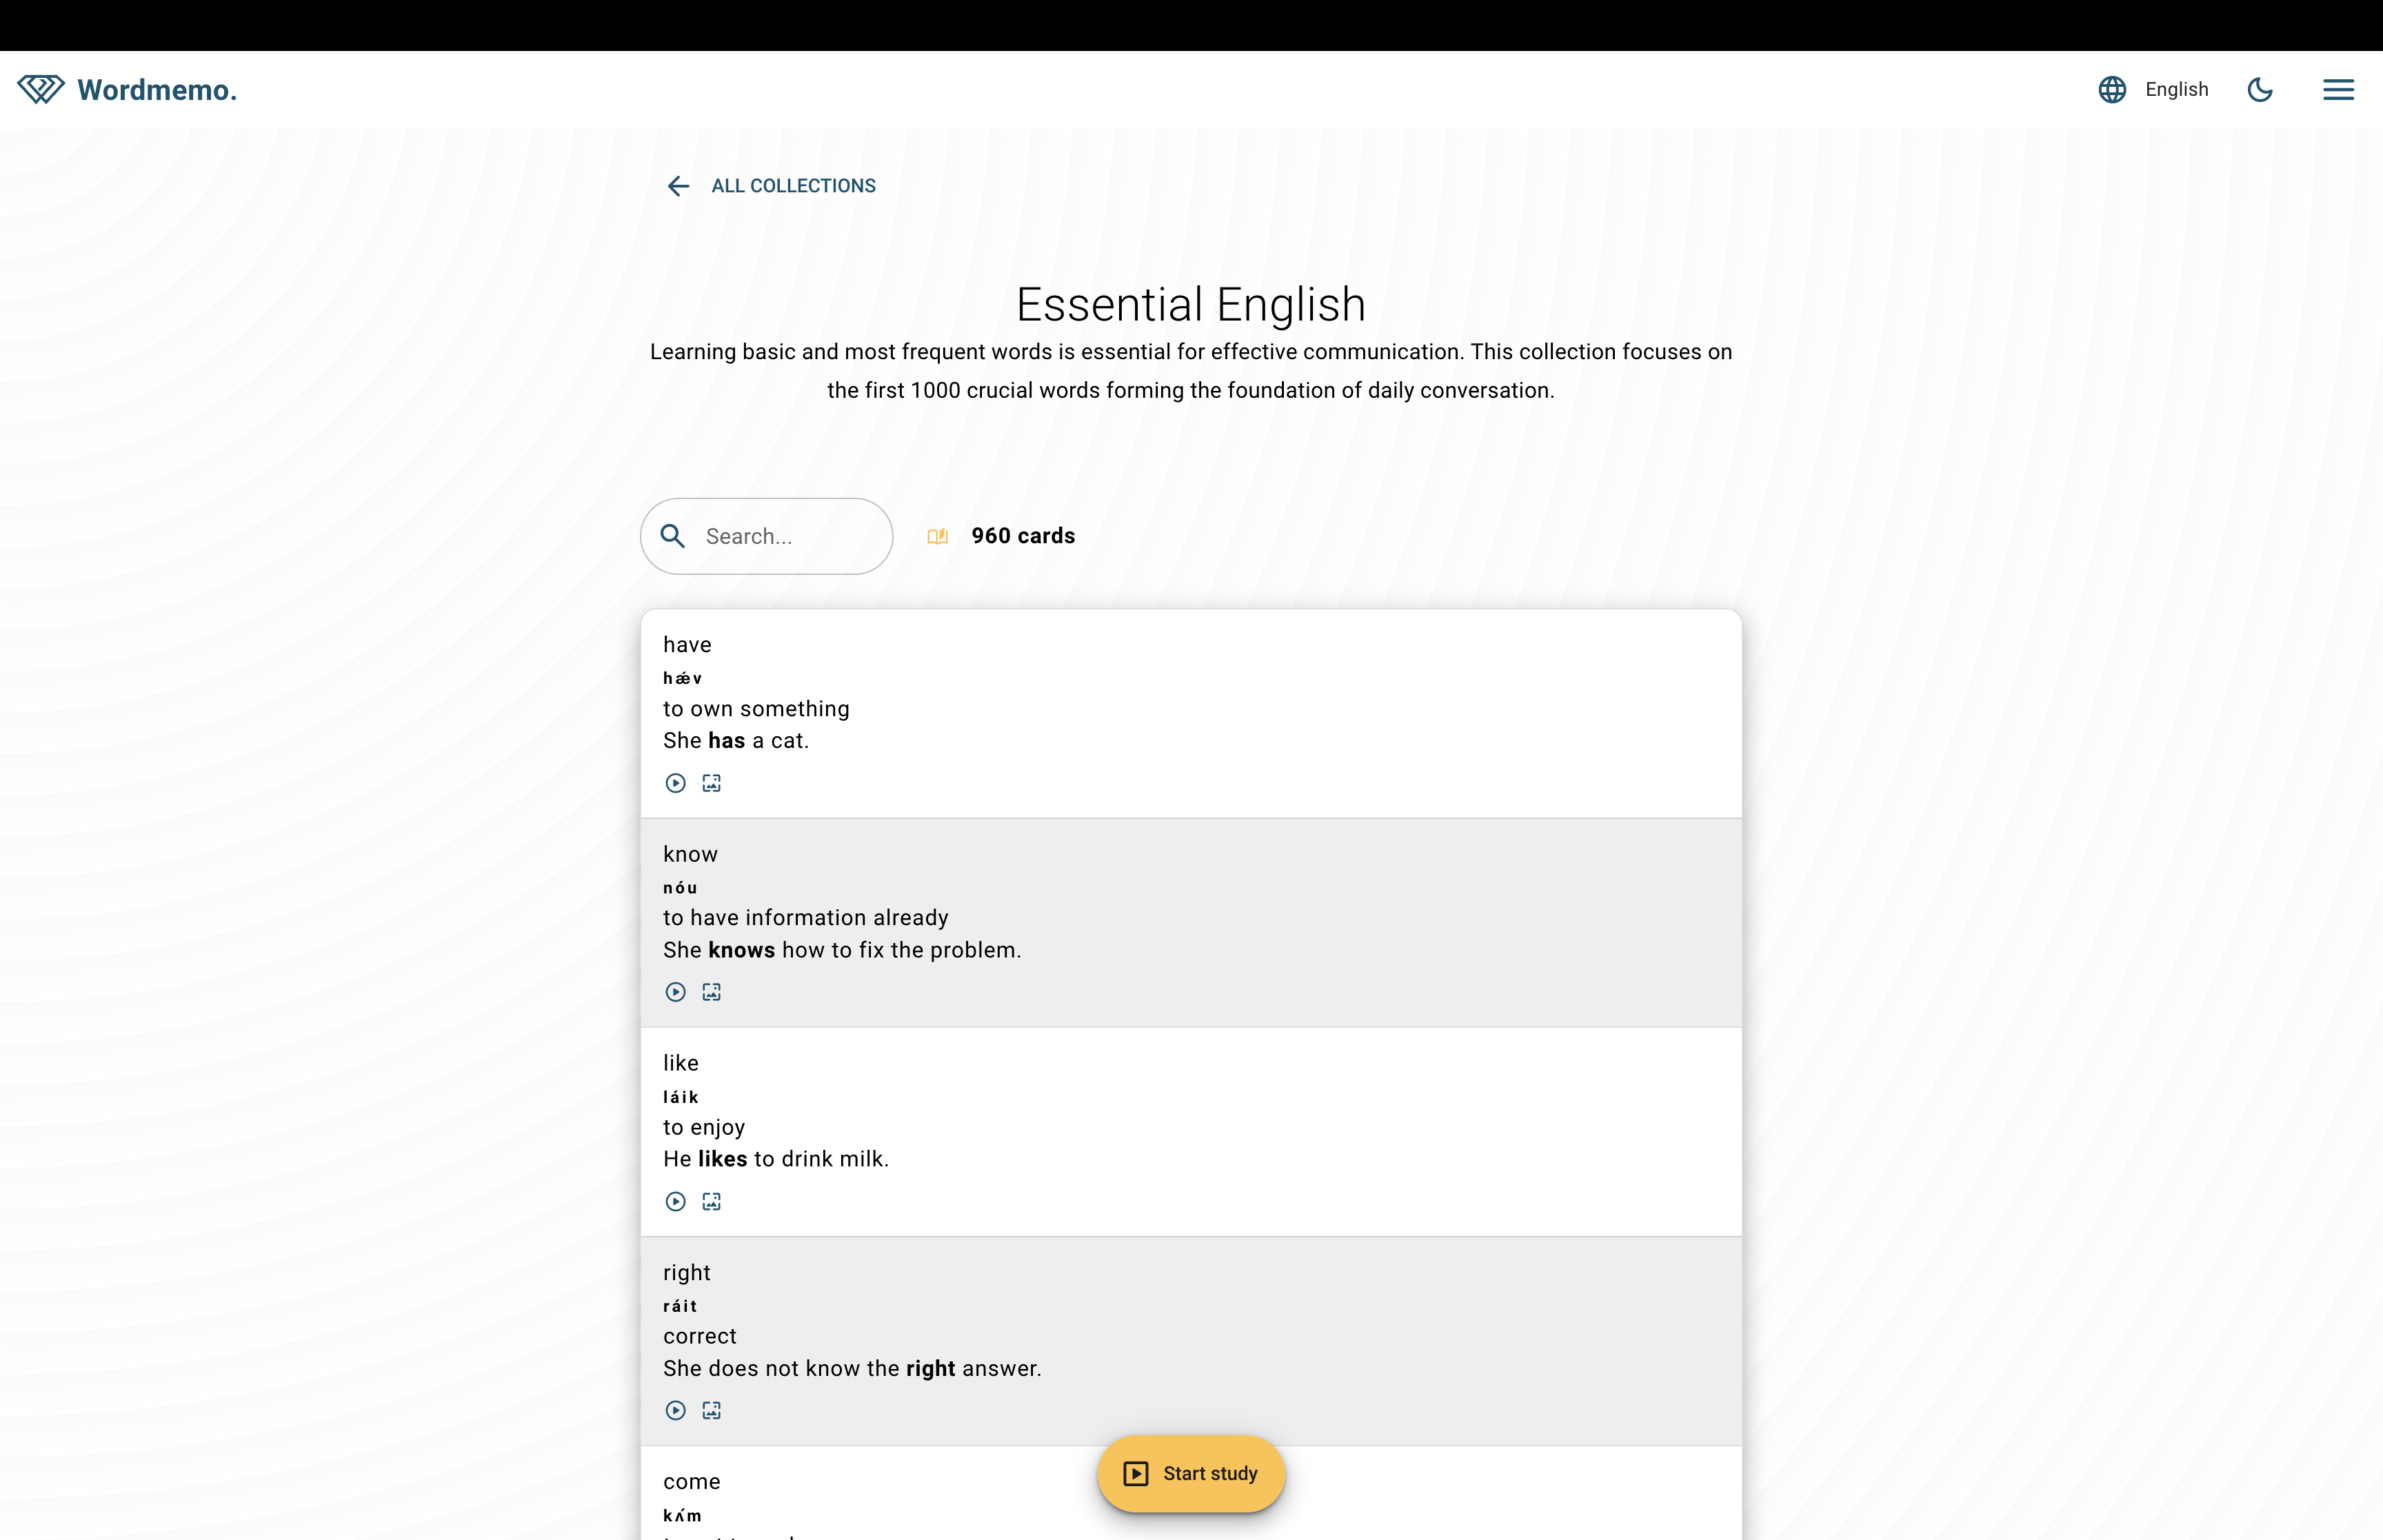 Wordmemo.
English
ALL COLLECTIONS
Essential English
Learning basic and most frequent words is essential for effective communication. This collection focuses on
the first 1000 crucial words forming the foundation of daily conversation.
Search...
960 cards
have
hǽv
to own something
She has a cat.
know
nóu
to have information already
She knows how to fix the problem.
like
láik
to enjoy
He likes to drink milk.
right
ráit
correct
She does not know the right answer.
come
kʌ́m
Start study